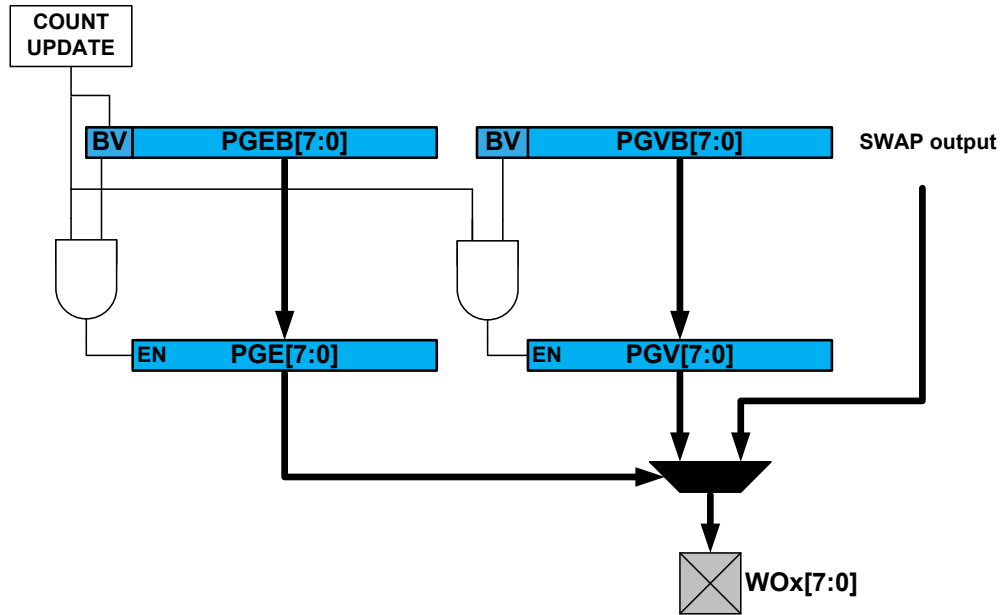 COUNT
UPDATE
BV
PGEB[7:0]
BV
PGVB[7:0]
SWAP output
EN
PGE[7:0]
EN
PGV[7:0]
WOx[7:0]